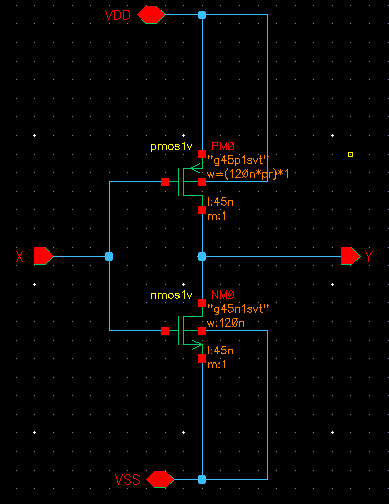 VDD
pmos1v
PM0
"g45p1svt"
w=(120n*pr)*1
l:45n
m:1
X
Y
nmos1v
NM0
"g45n1svt"
w:120n
l:45n
m:1
VSS